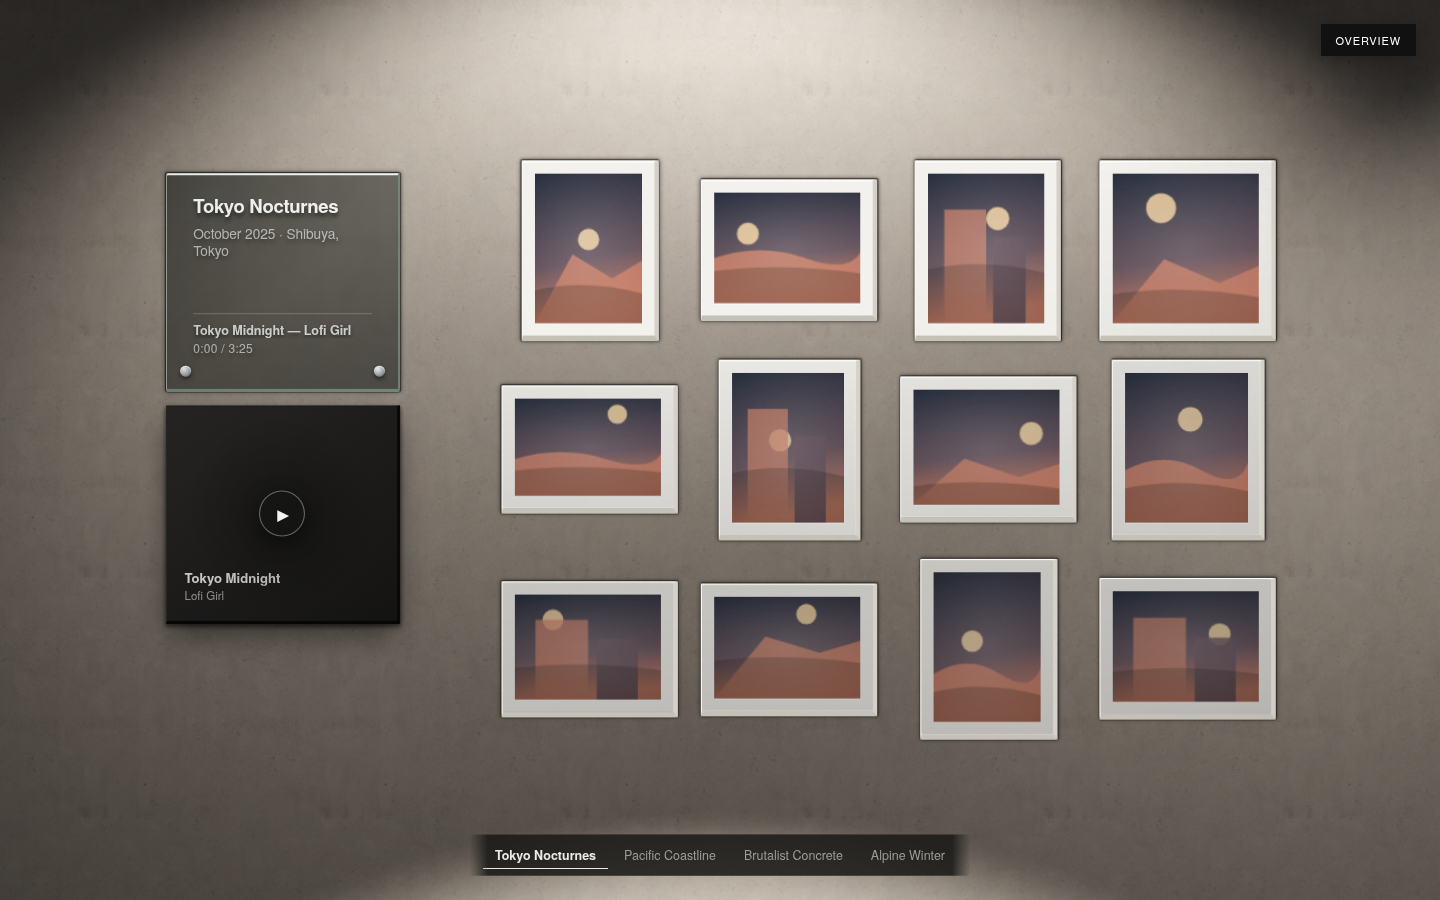 OVERVIEW
Tokyo Nocturnes
October 2025 · Shibuya,
Tokyo
Tokyo Midnight — Lofi Girl
0:00 / 3:25
Tokyo Midnight
Lofi Girl
Tokyo Nocturnes Pacific Coastline Brutalist Concrete Alpine Winter